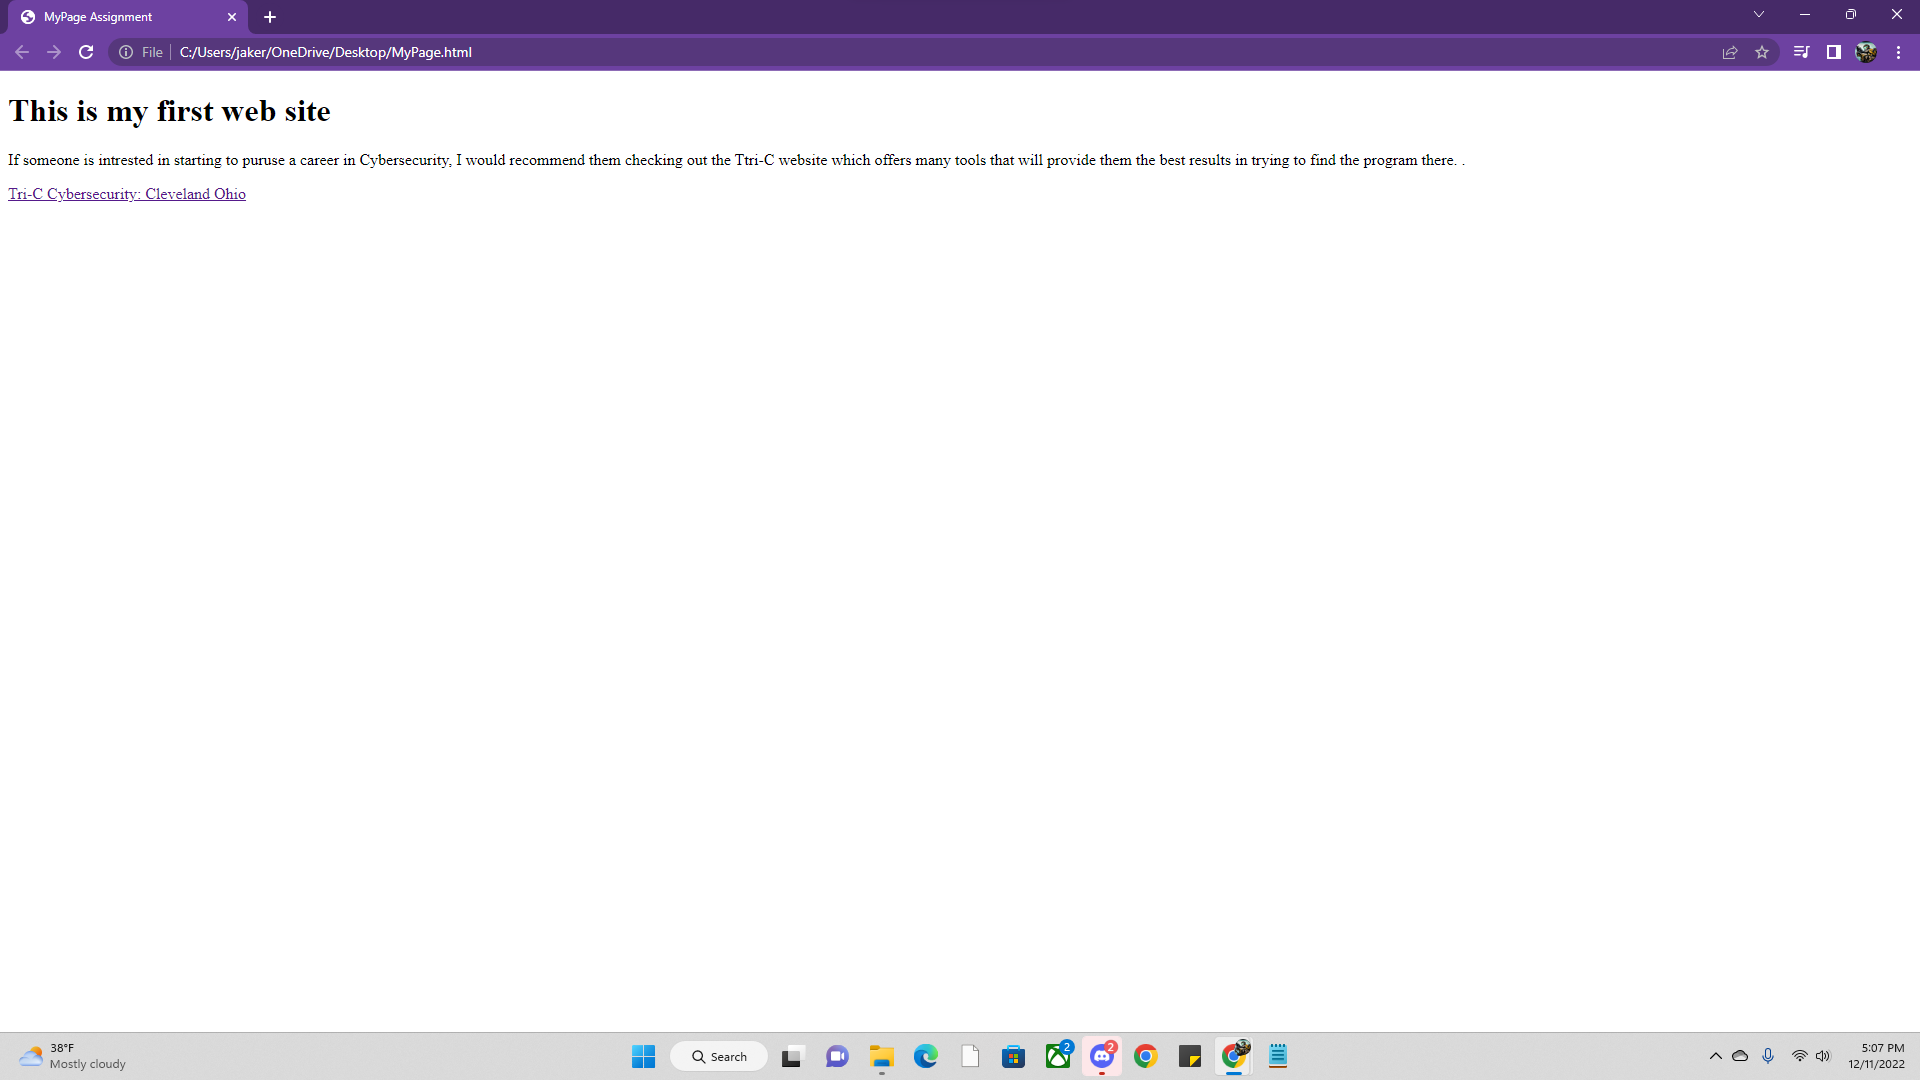 MyPage Assignment
File
C:/Users/jaker/OneDrive/Desktop/MyPage.html
This is my first web site
If someone is intrested in starting to puruse a career in Cybersecurity, I would recommend them checking out the Ttri-C website which offers many tools that will provide them the best results in trying to find the program there. .
Tri-C Cybersecurity: Cleveland Ohio
38°F
Mostly cloudy
Search
2
2
5:07 PM
12/11/2022